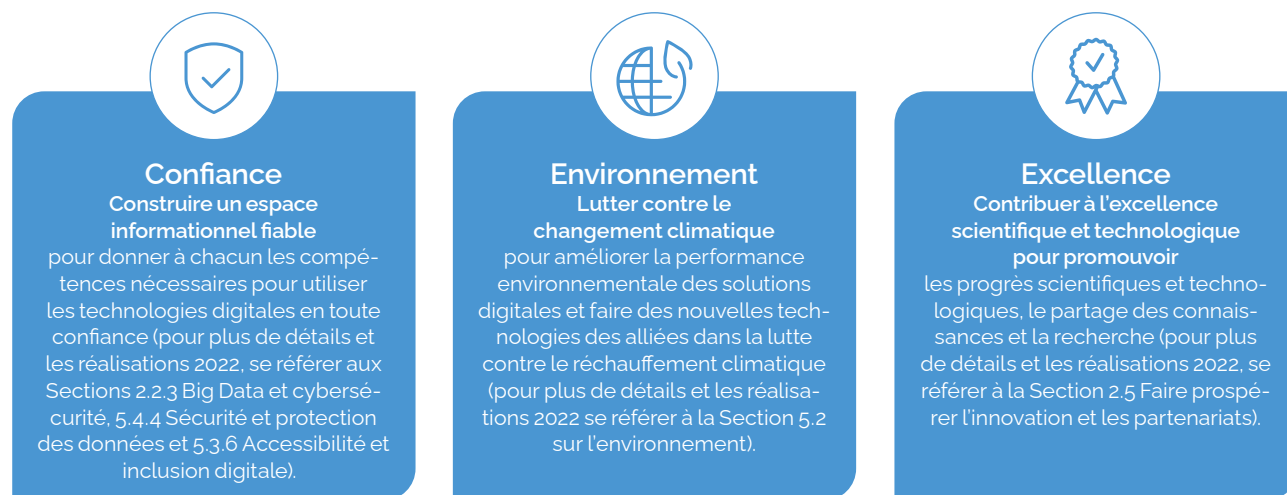 Confiance
Construire un espace
informationnel fiable
pour donner à chacun les compé-
tences nécessaires pour utiliser
les technologies digitales en toute
confiance (pour plus de détails et
les réalisations 2022, se référer aux
Sections 2.2.3 Big Data et cybersé-
curité, 5.4.4 Sécurité et protection
des données et 5.3.6 Accessibilité et
inclusion digitale).
Environnement
Lutter contre le
changement climatique
pour améliorer la performance
environnementale des solutions
digitales et faire des nouvelles tech-
nologies des alliées dans la lutte
contre le réchauffement climatique
(pour plus de détails et les réalisa-
tions 2022 se référer à la Section 5.2
sur l’environnement).
Excellence
Contribuer à l’excellence
scientifique et technologique
pour promouvoir
les progrès scientifiques et techno-
logiques, le partage des connais-
sances et la recherche (pour plus
de détails et les réalisations 2022, se
référer à la Section 2.5 Faire prospé-
rer l’innovation et les partenariats).